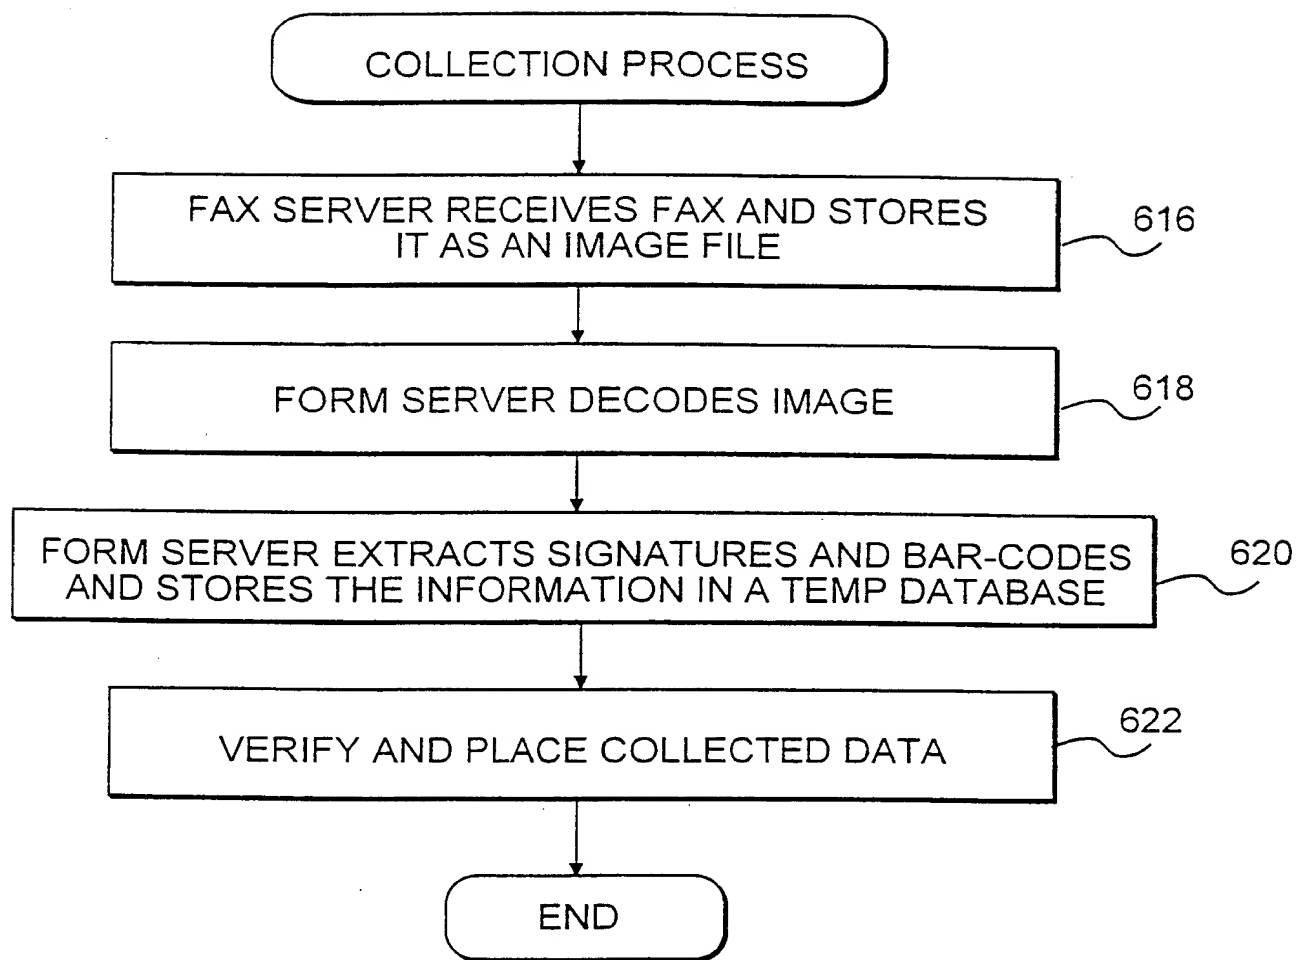 COLLECTION PROCESS
FAX SERVER RECEIVES FAX AND STORES
IT AS AN IMAGE FILE
616
FORM SERVER DECODES IMAGE
618
FORM SERVER EXTRACTS SIGNATURES AND BAR-CODES
AND STORES THE INFORMATION IN A TEMP DATABASE
620
VERIFY AND PLACE COLLECTED DATA
622
END